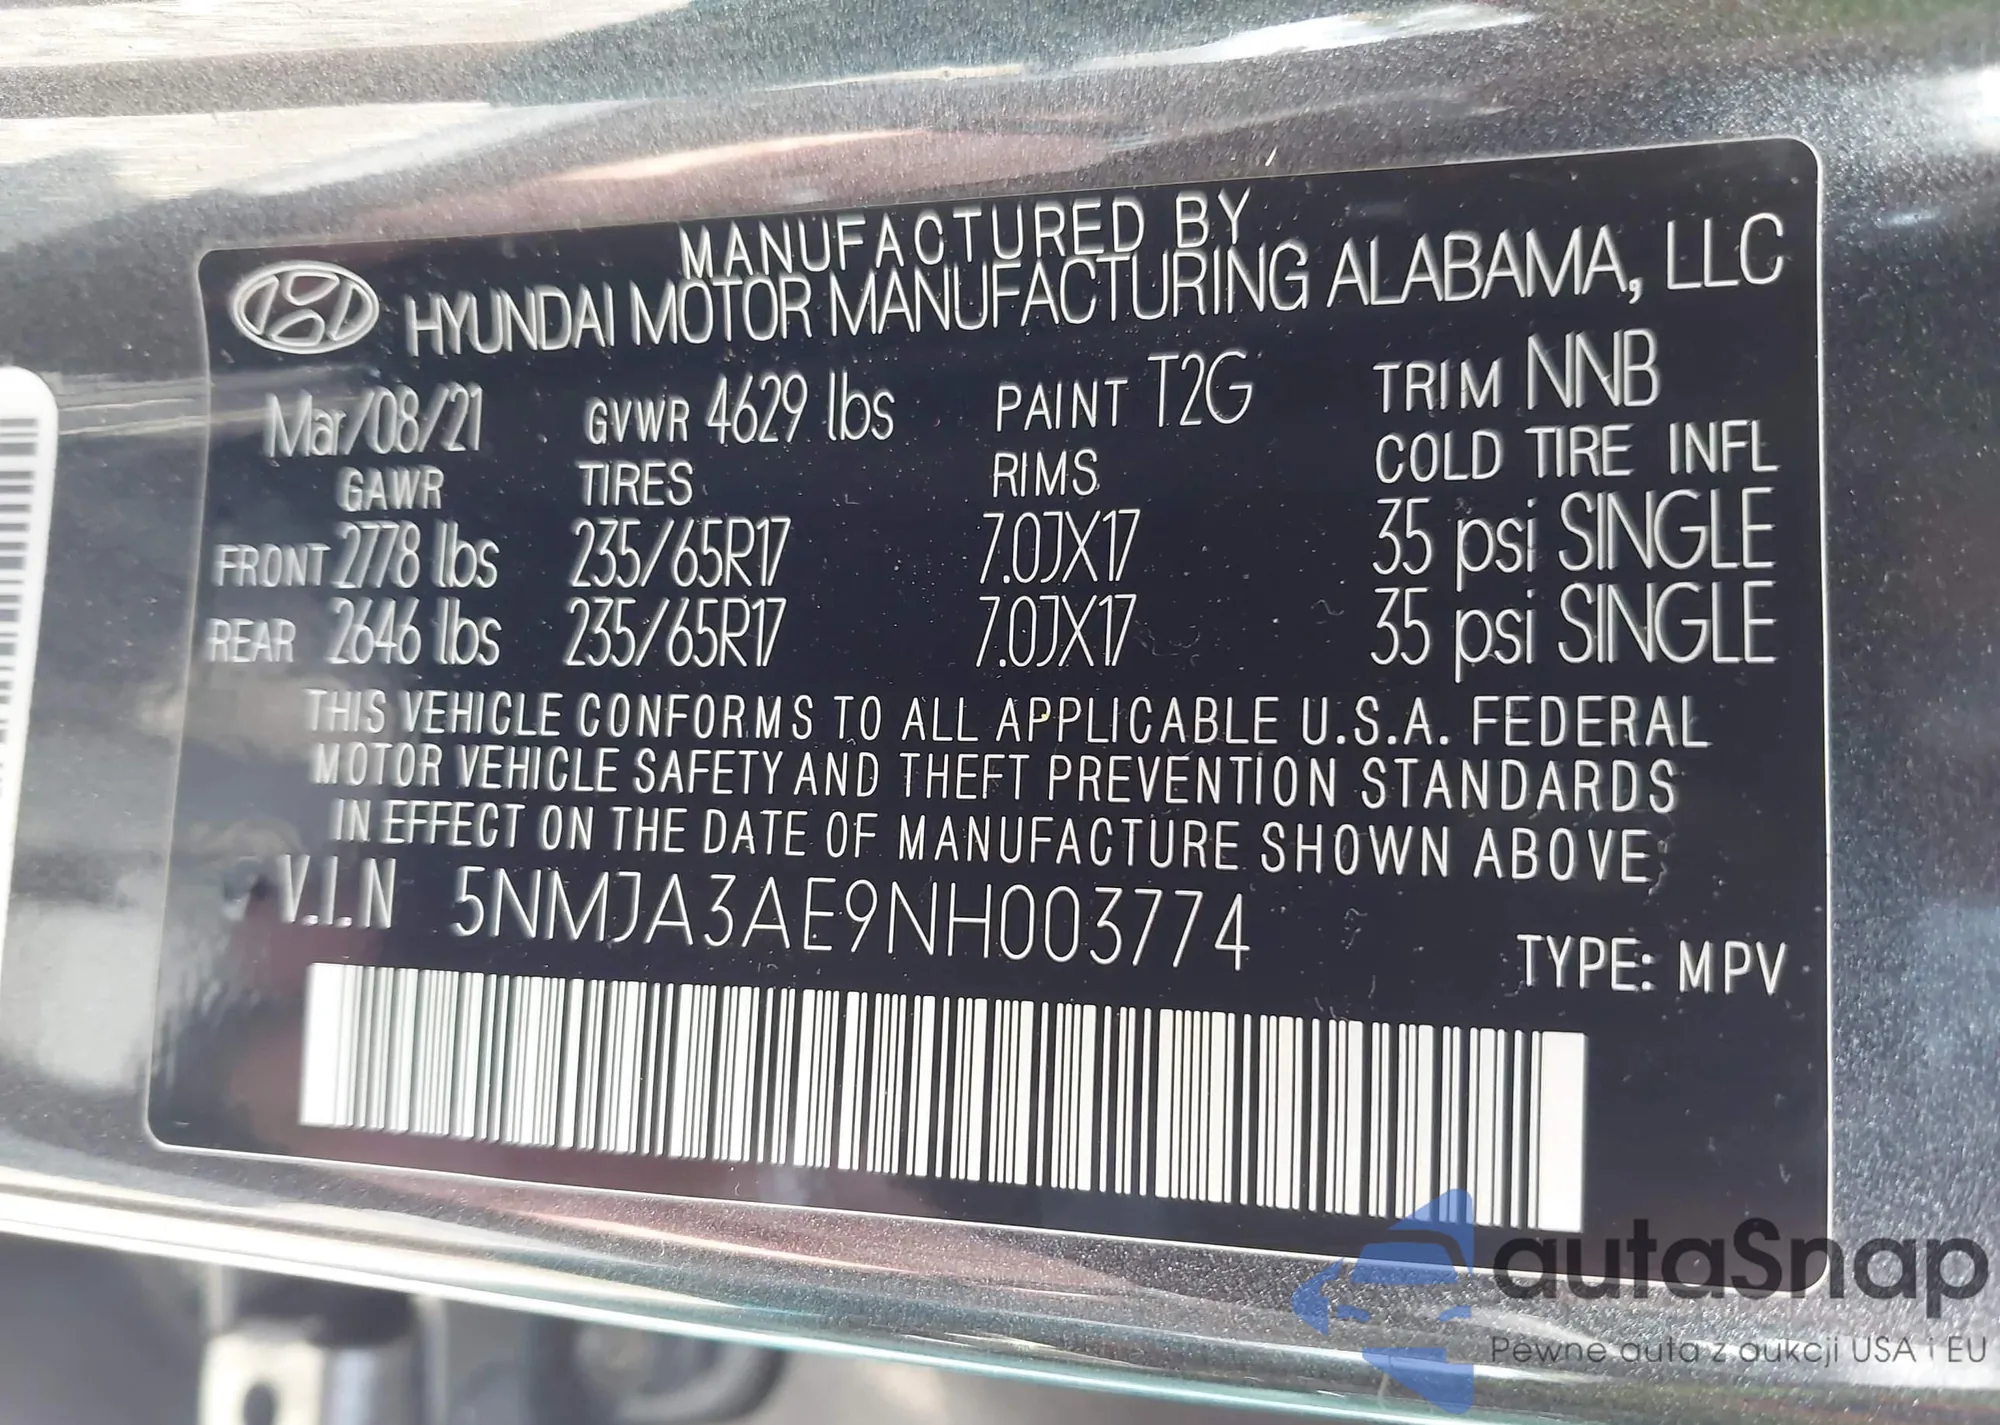 MANUFACTURED BY
HYUNDAI MOTOR MANUFACTURING ALABAMA, LLC
Mar/08/21 GVWR 4629 lbs PAINT T2G TRIM NNB
GAWR TIRES RIMS COLD TIRE INFL
FRONT 2778 lbs 235/65R17 7.0JX17 35 psi SINGLE
REAR 2646 lbs 235/65R17 7.0JX17 35 psi SINGLE
THIS VEHICLE CONFORMS TO ALL APPLICABLE U.S.A. FEDERAL
MOTOR VEHICLE SAFETY AND THEFT PREVENTION STANDARDS
IN EFFECT ON THE DATE OF MANUFACTURE SHOWN ABOVE.
V.I.N 5NMJA3AE9NH003774
TYPE: MPV
autaSnap
Pewne auta z aukcji USA i EU